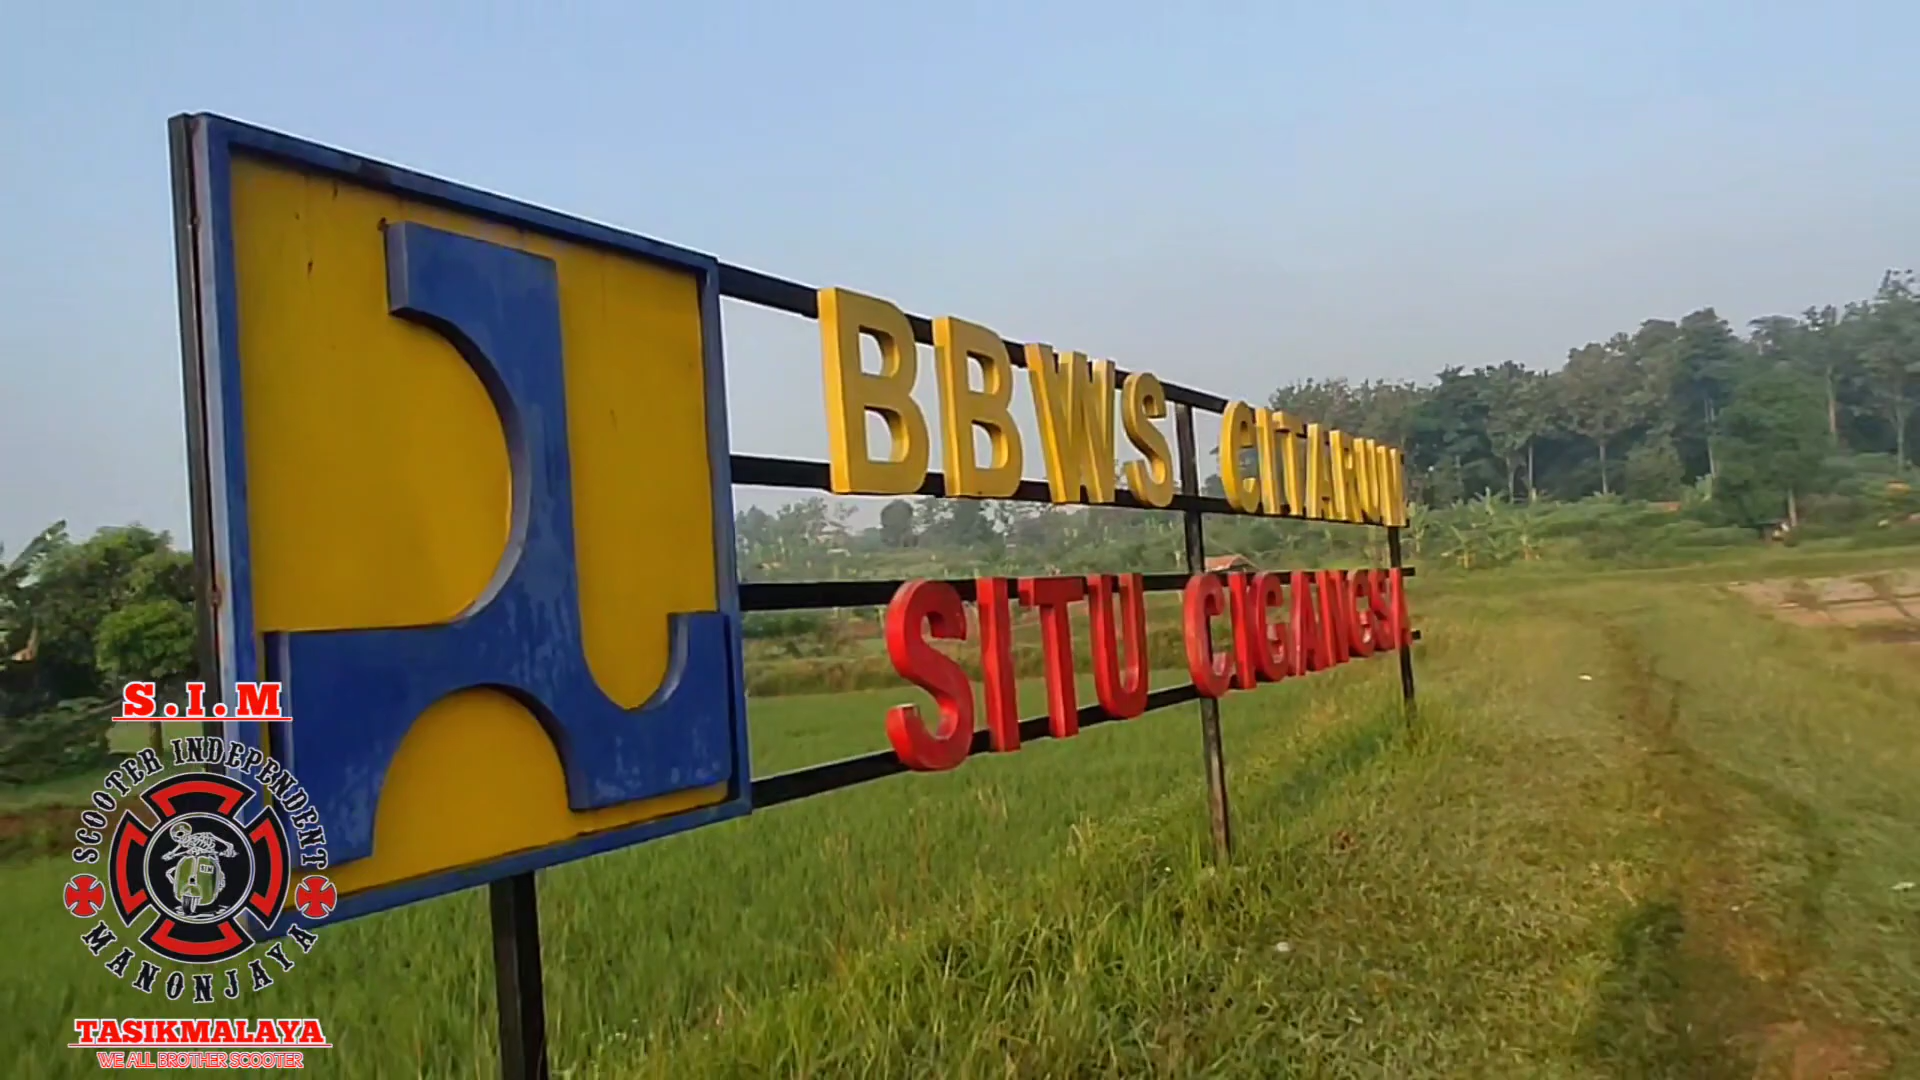 BBWS CITARUM
SITU CIGANGSA
S.I.M
SCOOTER INDEPENDENT
MANONJAYA
TASIKMALAYA
WE ALL BROTHER SCOOTER